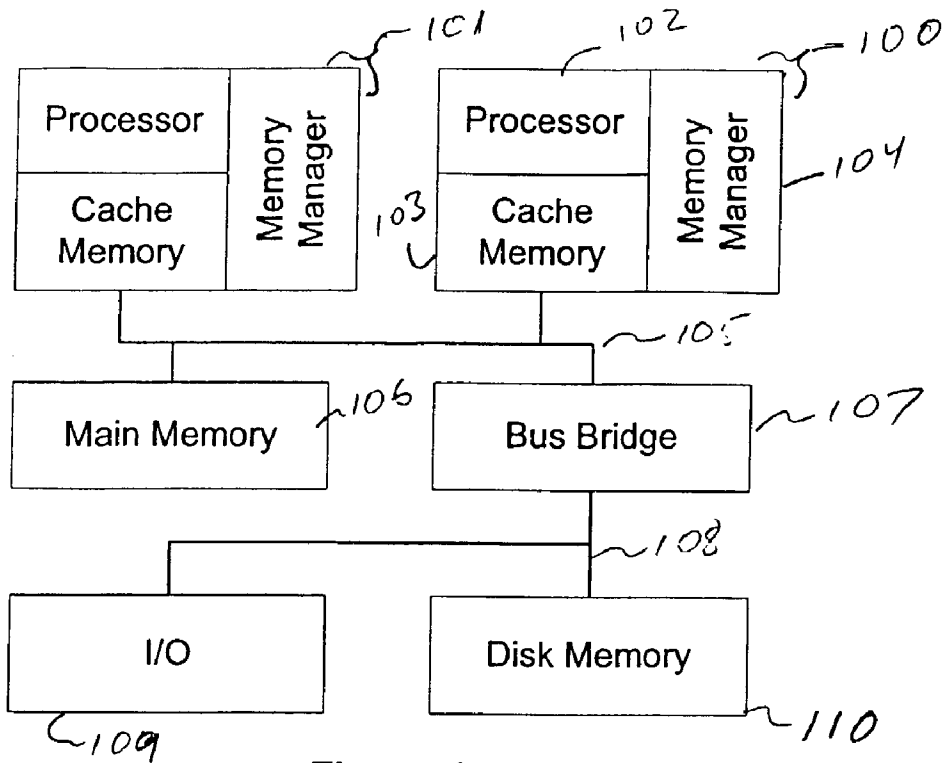 101
102
100
Processor
Memory Manager
Processor
Memory Manager
104
Cache
Memory
103
Cache
Memory
105
Main Memory
106
Bus Bridge
107
108
I/O
Disk Memory
109
110